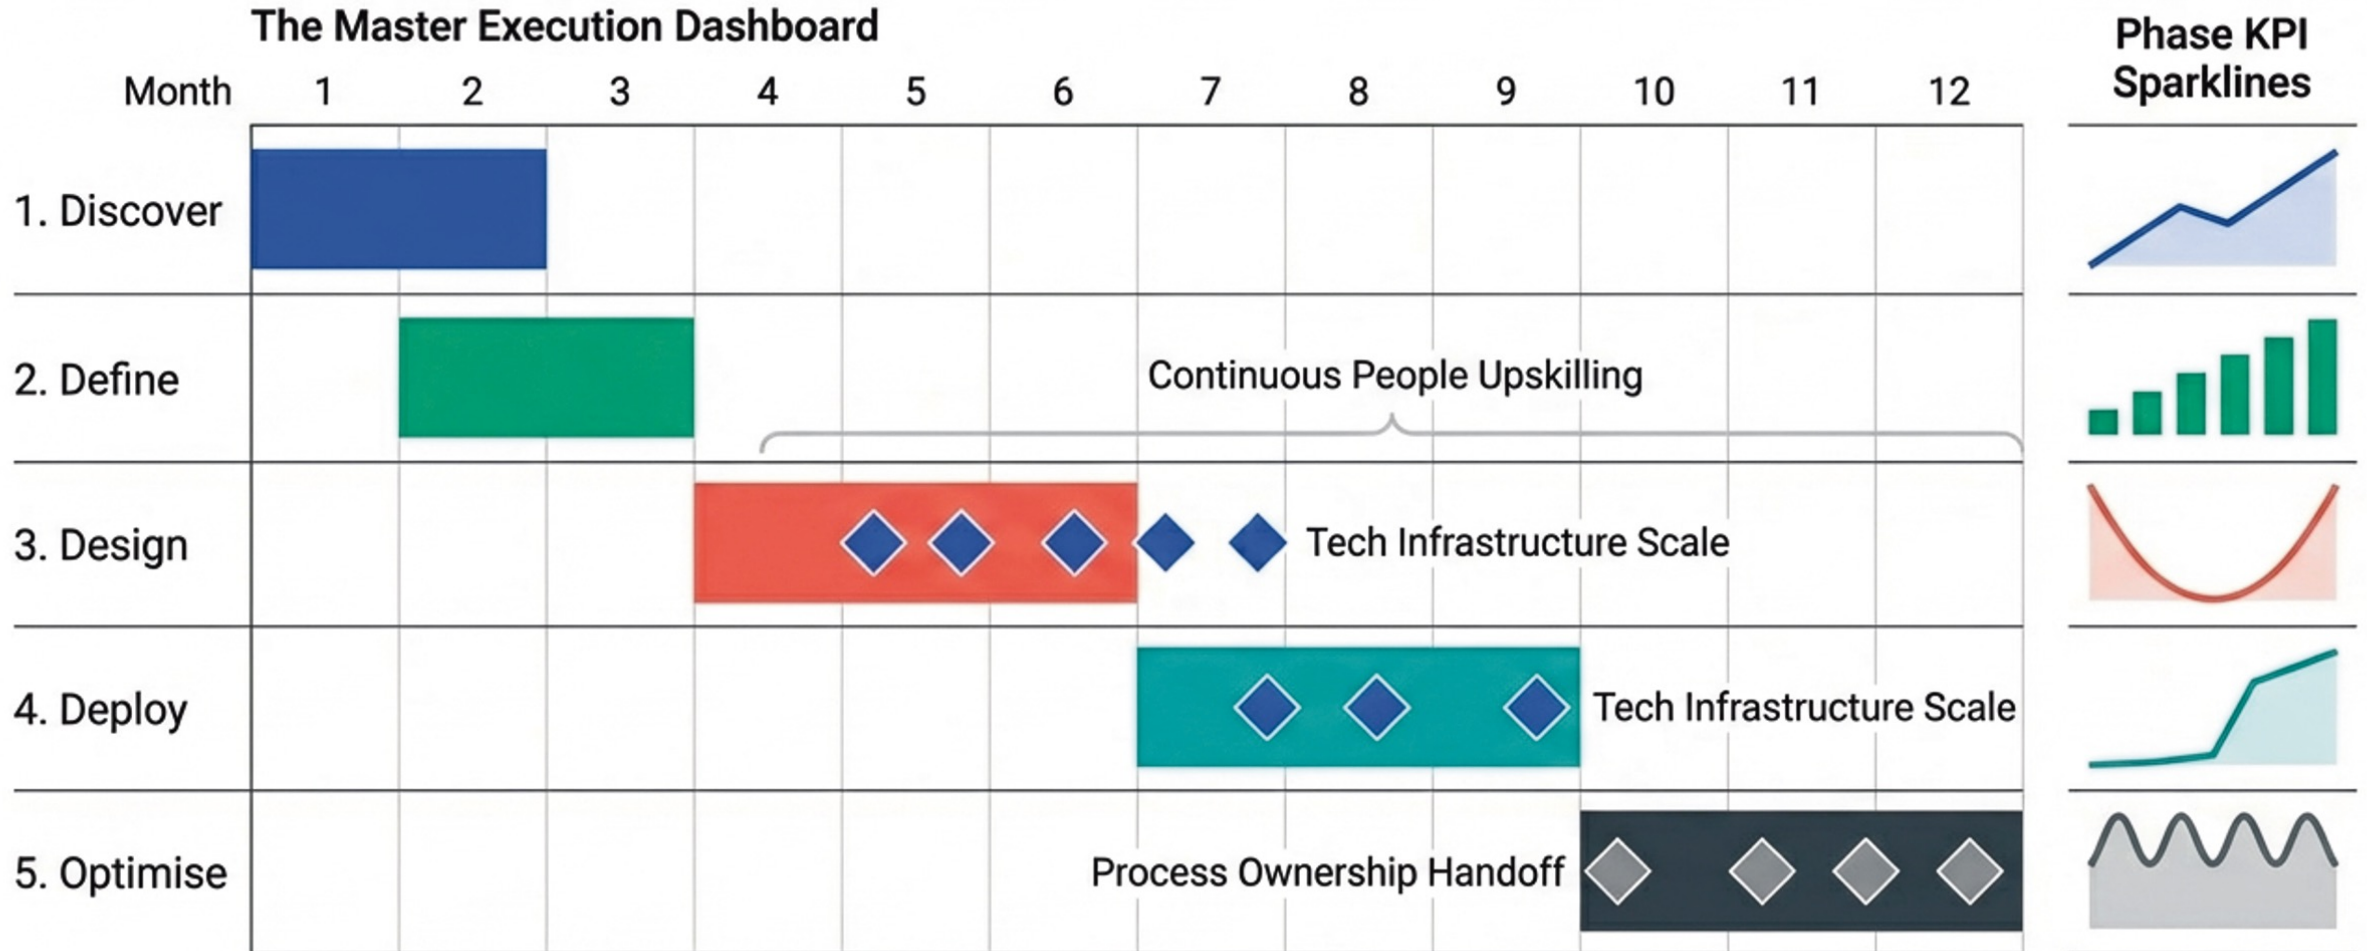 The Master Execution Dashboard
Phase KPI
Sparklines
Month 1 2 3 4 5 6 7 8 9 10 11 12
1. Discover
2. Define
Continuous People Upskilling
3. Design
Tech Infrastructure Scale
4. Deploy
Tech Infrastructure Scale
5. Optimise
Process Ownership Handoff